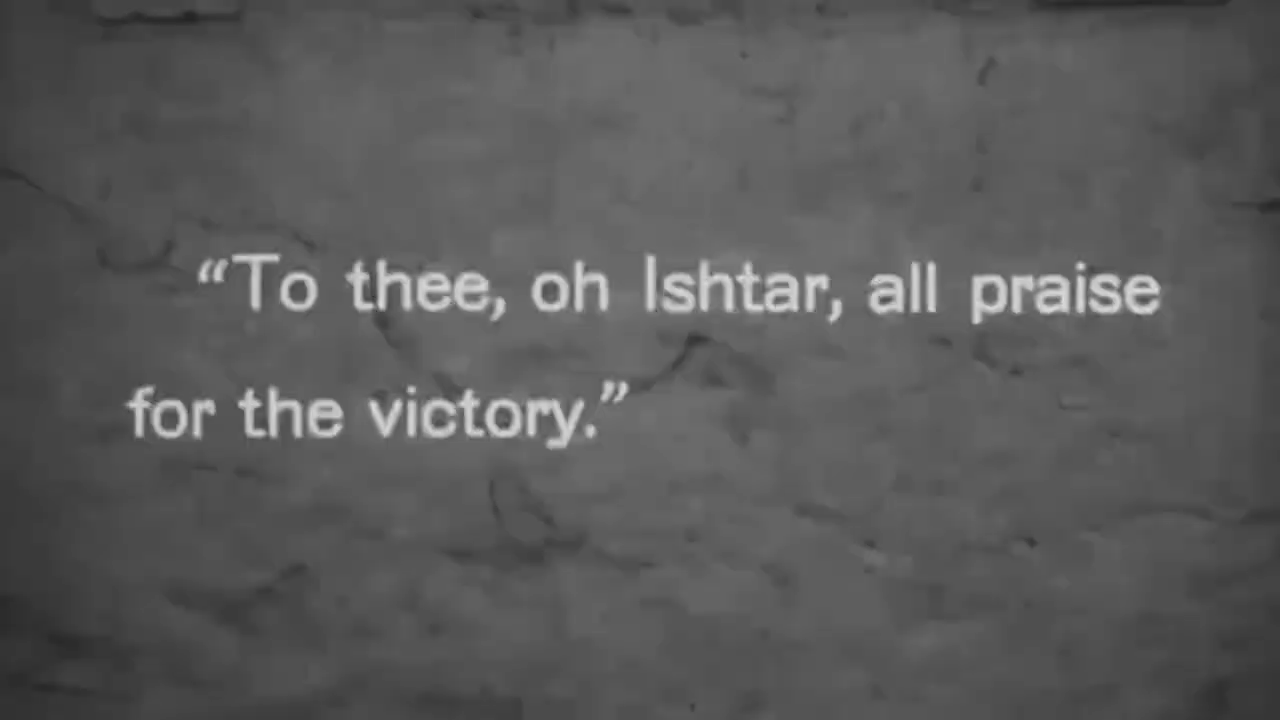 “To thee, oh Ishtar, all praise
for the victory.”